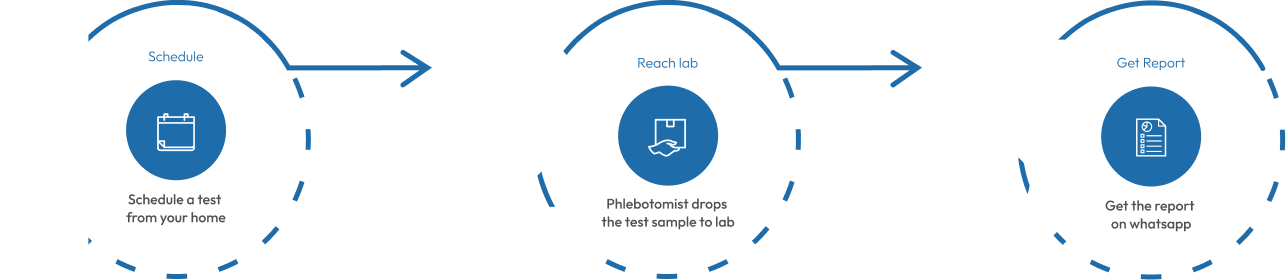 Schedule
Schedule a test
from your home
Reach lab
Phlebotomist drops
the test sample to lab
Get Report
Get the report
on whatsapp